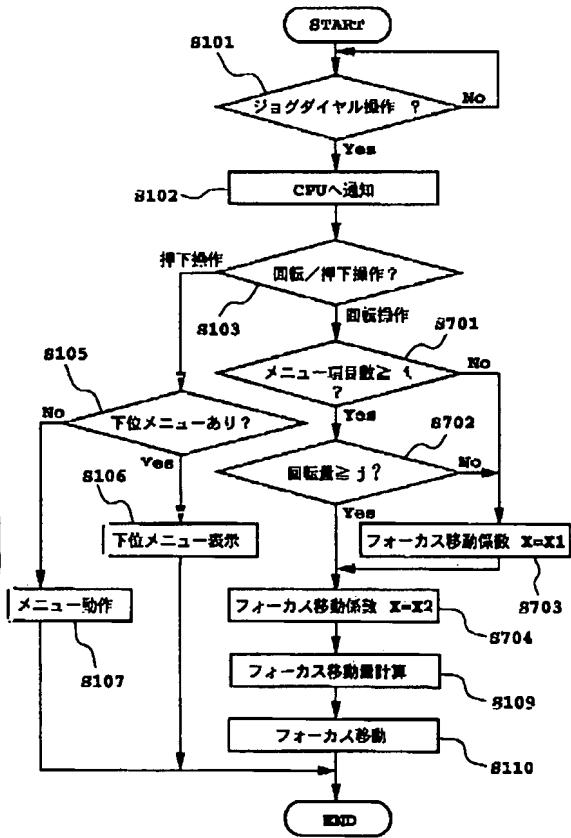 START
S101
ジョグダイヤル操作 ?
No
Yes
S102
CPUへ通知
押下操作
回転/押下操作?
S103
回転操作
S701
S105
メニュー項目数≧ i
?
No
No
下位メニューあり?
Yes
S702
S106
Yes
回転量≧ j?
No
Yes
下位メニュー表示
フォーカス移動係数 X=X1
S703
メニュー動作
フォーカス移動係数 X=X2
S704
S107
フォーカス移動量計算
S109
フォーカス移動
S110
END